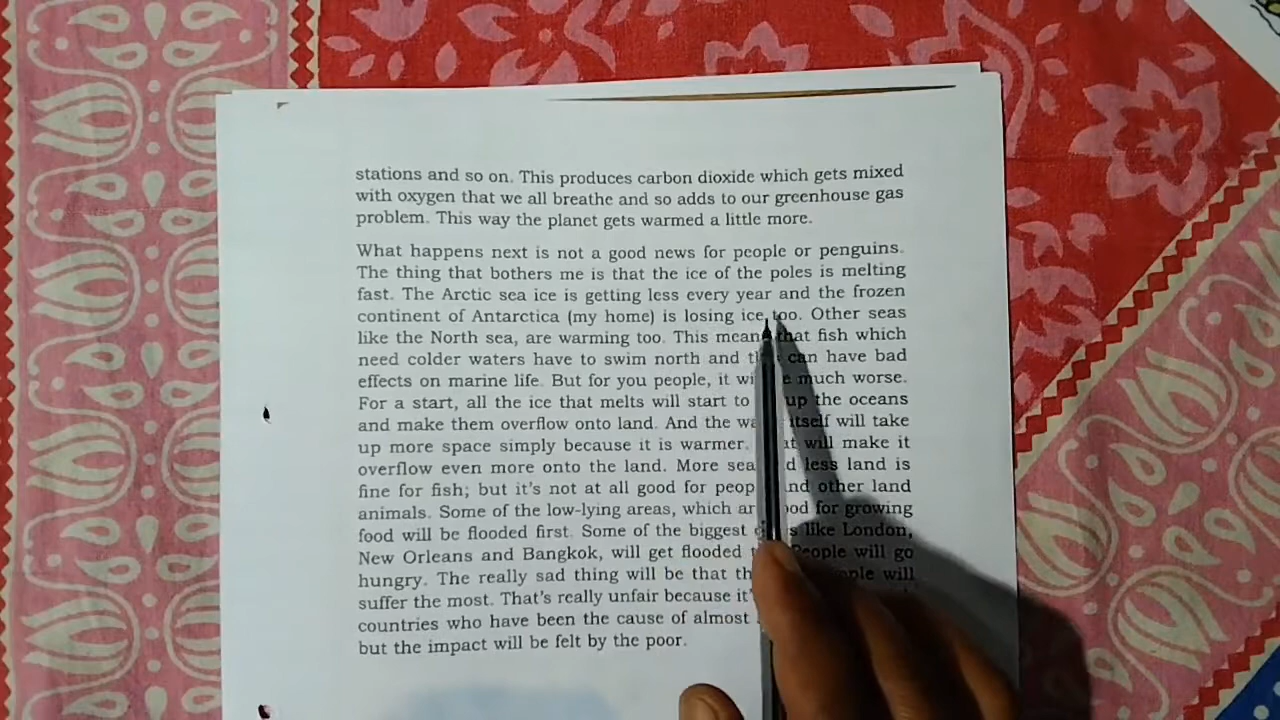 stations and so on. This produces carbon dioxide which gets mixed
with oxygen that we all breathe and so adds to our greenhouse gas
problem. This way the planet gets warmed a little more.
What happens next is not a good news for people or penguins.
The thing that bothers me is that the ice of the poles is melting
fast. The Arctic sea ice is getting less every year and the frozen
continent of Antarctica (my home) is losing ice too. Other seas
like the North sea, are warming too. This means that fish which
need colder waters have to swim north and this can have bad
effects on marine life. But for you people, it will be much worse.
For a start, all the ice that melts will start to up the oceans
and make them overflow onto land. And the water itself will take
up more space simply because it is warmer. That will make it
overflow even more onto the land. More sea and less land is
fine for fish; but it's not at all good for people and other land
animals. Some of the low-lying areas, which are good for growing
food will be flooded first. Some of the biggest cities like London,
New Orleans and Bangkok, will get flooded People will go
hungry. The really sad thing will be that the people will
suffer the most. That's really unfair because it's
countries who have been the cause of almost
but the impact will be felt by the poor.